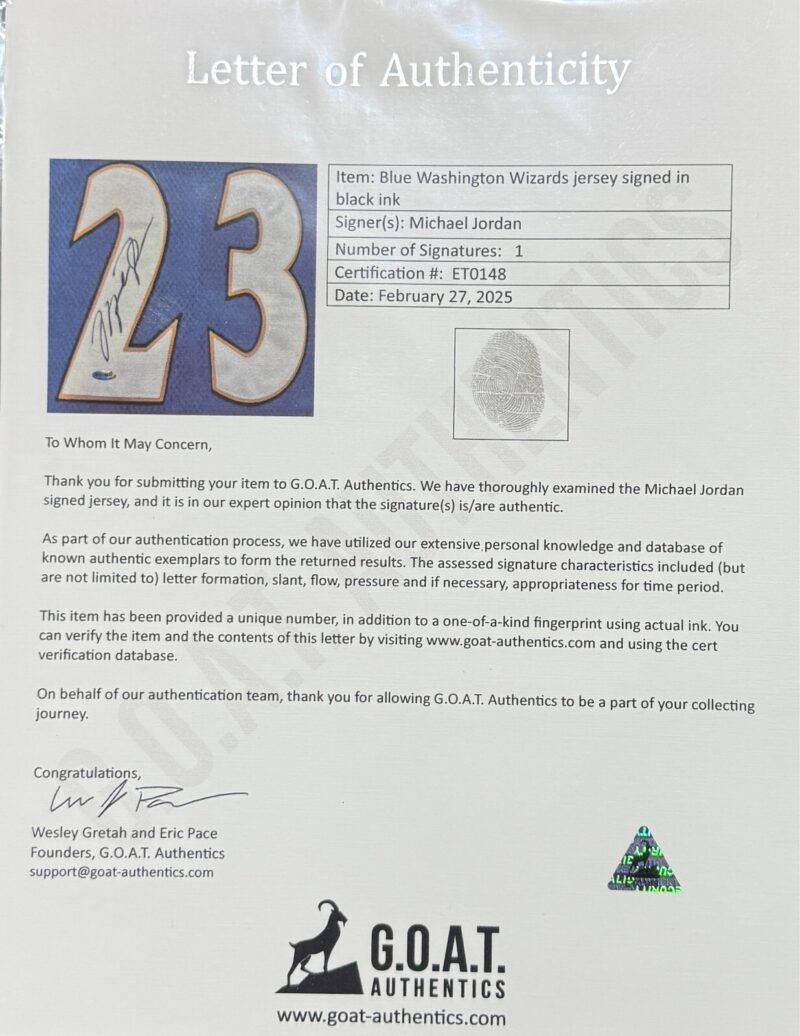 Letter of Authenticity
23
Item: Blue Washington Wizards jersey signed in
black ink
Signer(s): Michael Jordan
Number of Signatures: 1
Certification #: ET0148
Date: February 27, 2025
To Whom It May Concern,
Thank you for submitting your item to G.O.A.T. Authentics. We have thoroughly examined the Michael Jordan
signed jersey, and it is in our expert opinion that the signature(s) is/are authentic.
As part of our authentication process, we have utilized our extensive personal knowledge and database of
known authentic exemplars to form the returned results. The assessed signature characteristics included (but
are not limited to) letter formation, slant, flow, pressure and if necessary, appropriateness for time period.
This item has been provided a unique number, in addition to a one-of-a-kind fingerprint using actual ink. You
can verify the item and the contents of this letter by visiting www.goat-authentics.com and using the cert
verification database.
On behalf of our authentication team, thank you for allowing G.O.A.T. Authentics to be a part of your collecting
journey.
Congratulations,
Wesley Gretah and Eric Pace
Founders, G.O.A.T. Authentics
support@goat-authentics.com
G.O.A.T.
AUTHENTICS
www.goat-authentics.com
G.O.A.T. AUTHENTICS